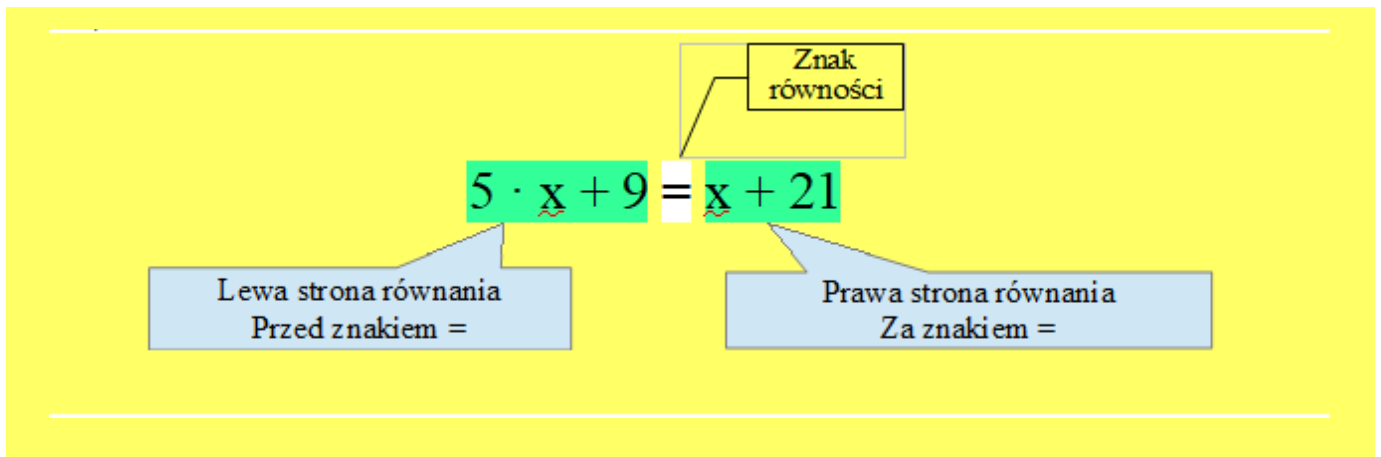 Znak
równości
5 · x + 9 = x + 21
Lewa strona równania
Przed znakiem =
Prawa strona równania
Za znakiem =